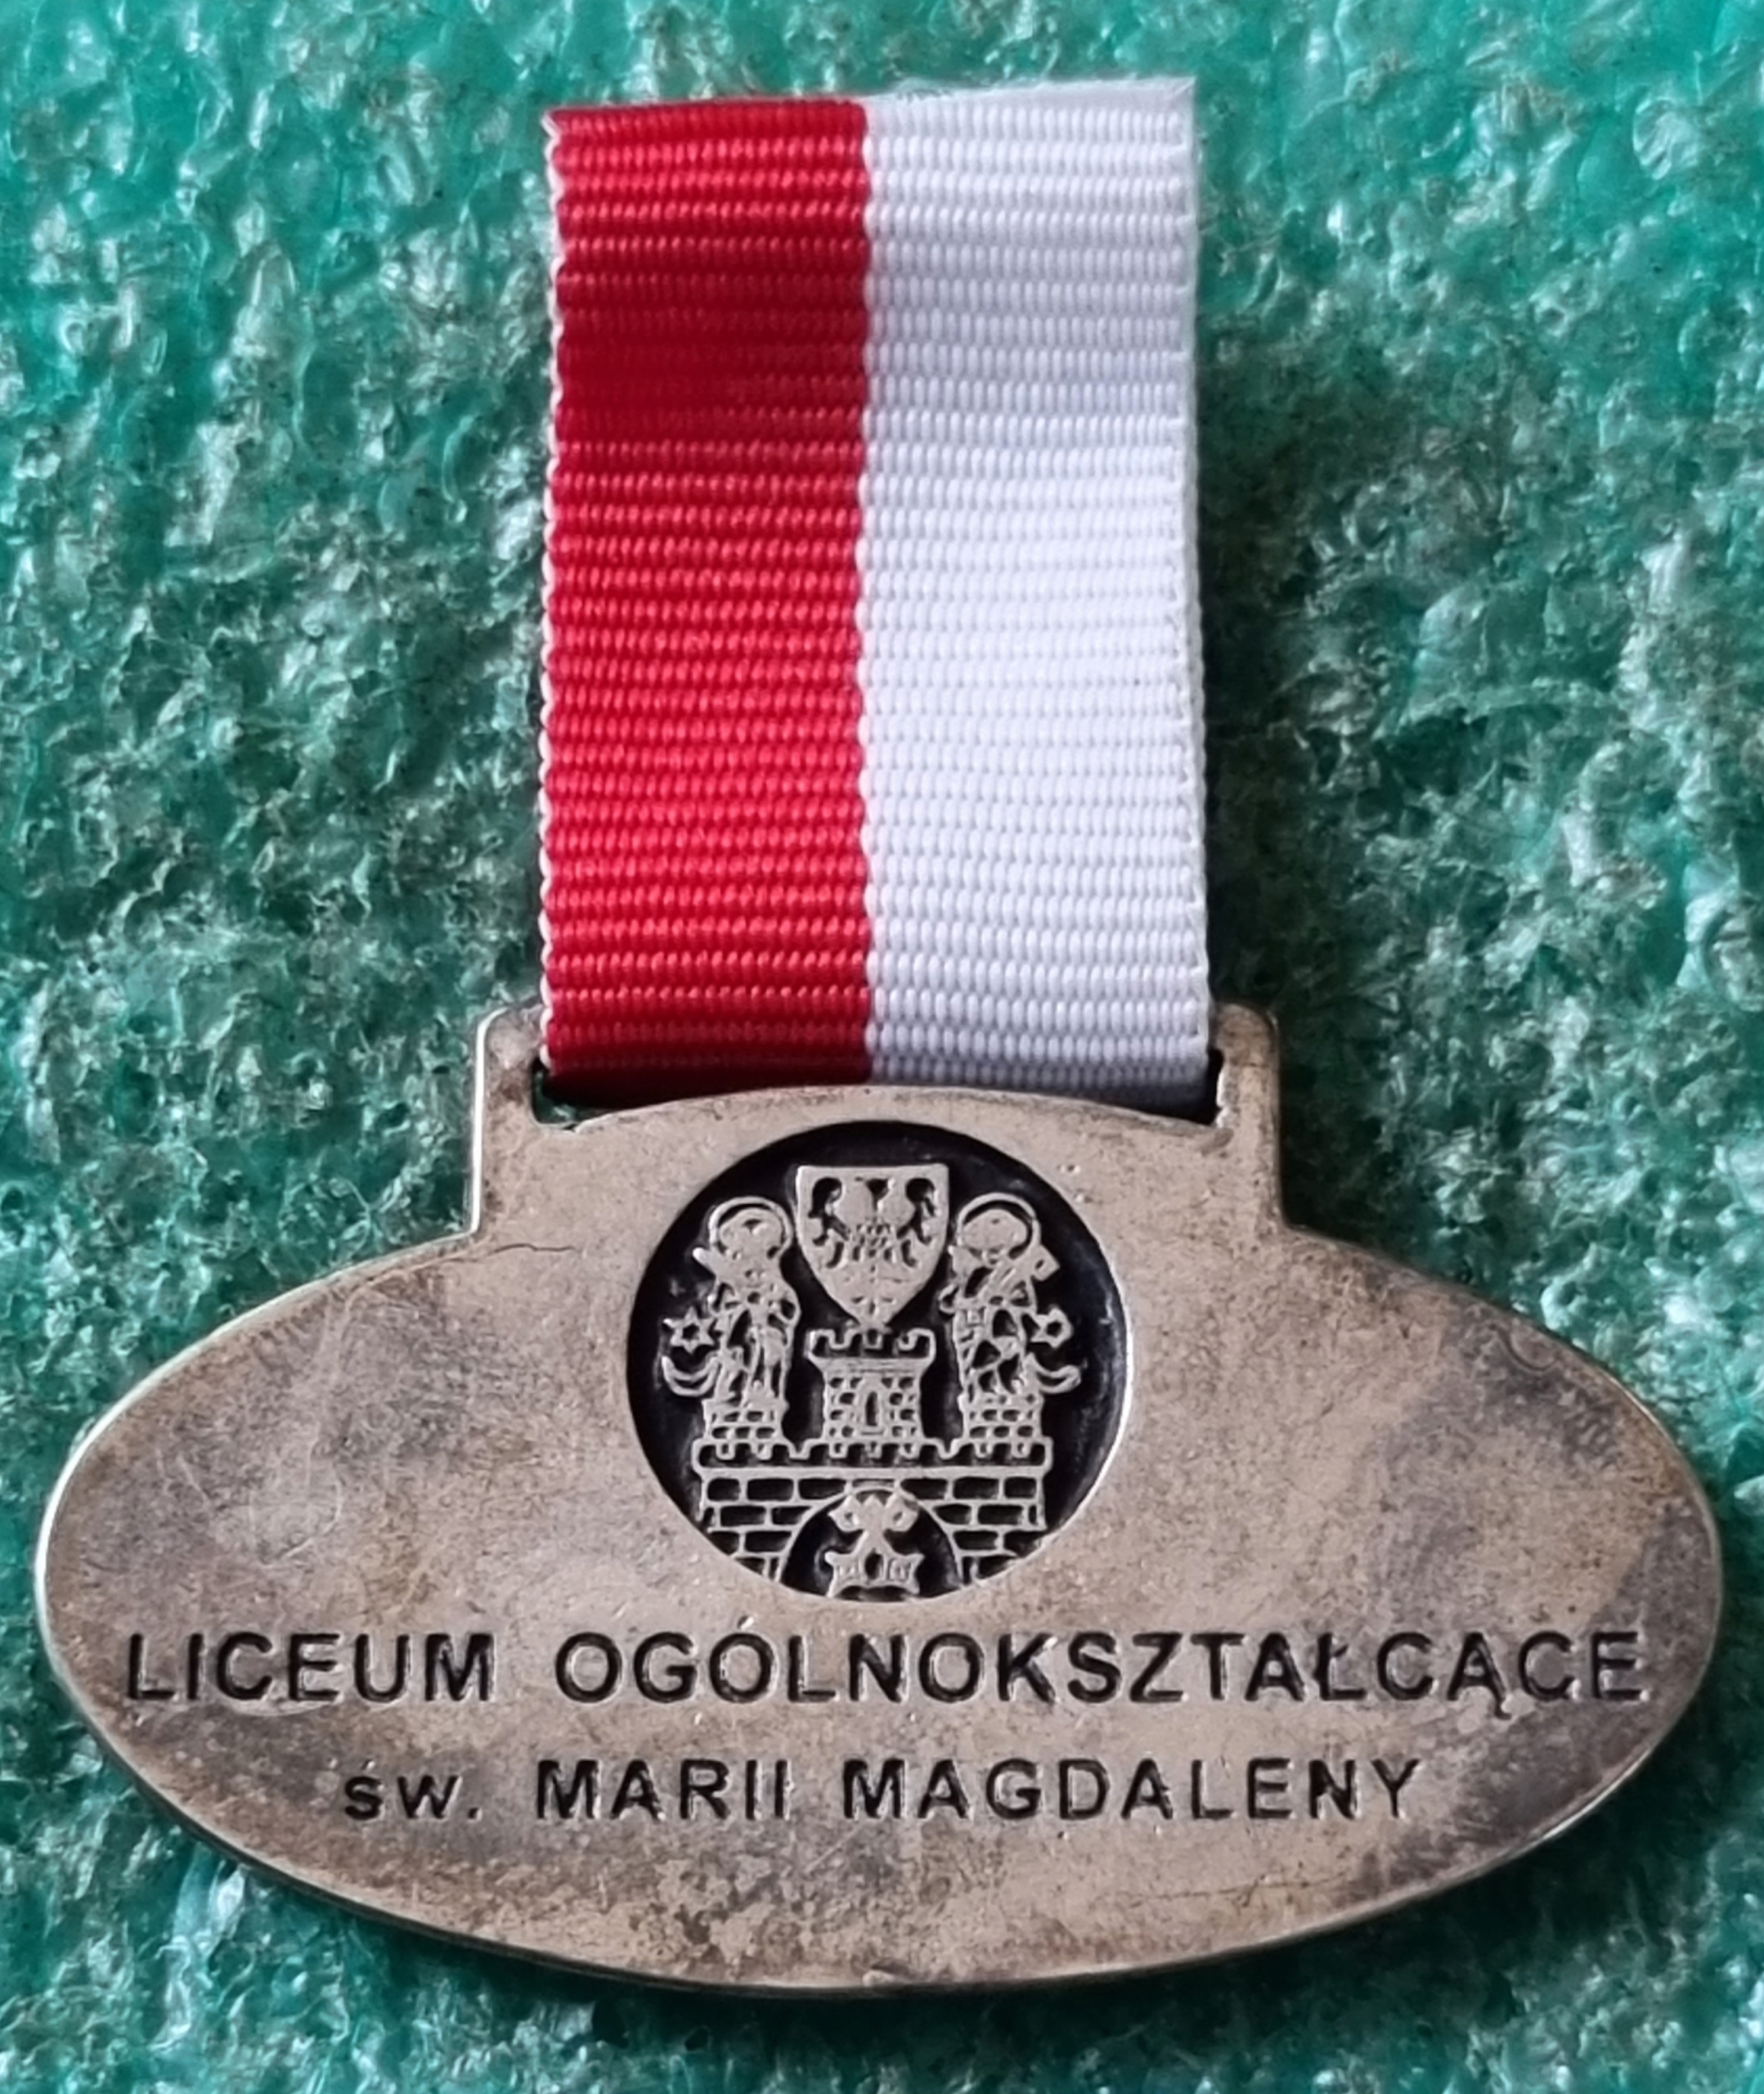 LICEUM OGÓLNOKSZTAŁCĄCE
św. MARII MAGDALENY